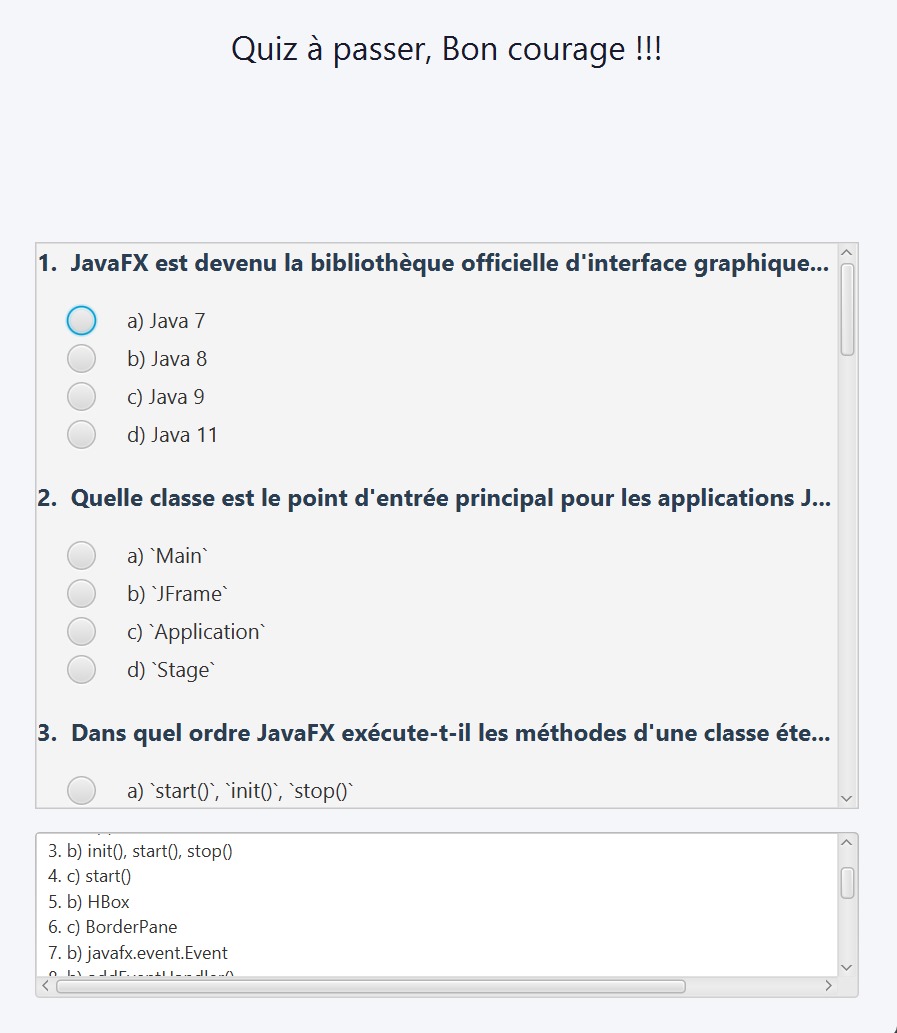 Quiz à passer, Bon courage !!!
1. JavaFX est devenu la bibliothèque officielle d'interface graphique...
a) Java 7
b) Java 8
c) Java 9
d) Java 11
2. Quelle classe est le point d'entrée principal pour les applications J...
a) `Main`
b) `JFrame`
c) `Application`
d) `Stage`
3. Dans quel ordre JavaFX exécute-t-il les méthodes d'une classe éte...
a) `start()`, `init()`, `stop()`
3. b) init(), start(), stop()
4. c) start()
5. b) HBox
6. c) BorderPane
7. b) javafx.event.Event
8. b) addEventHandler()